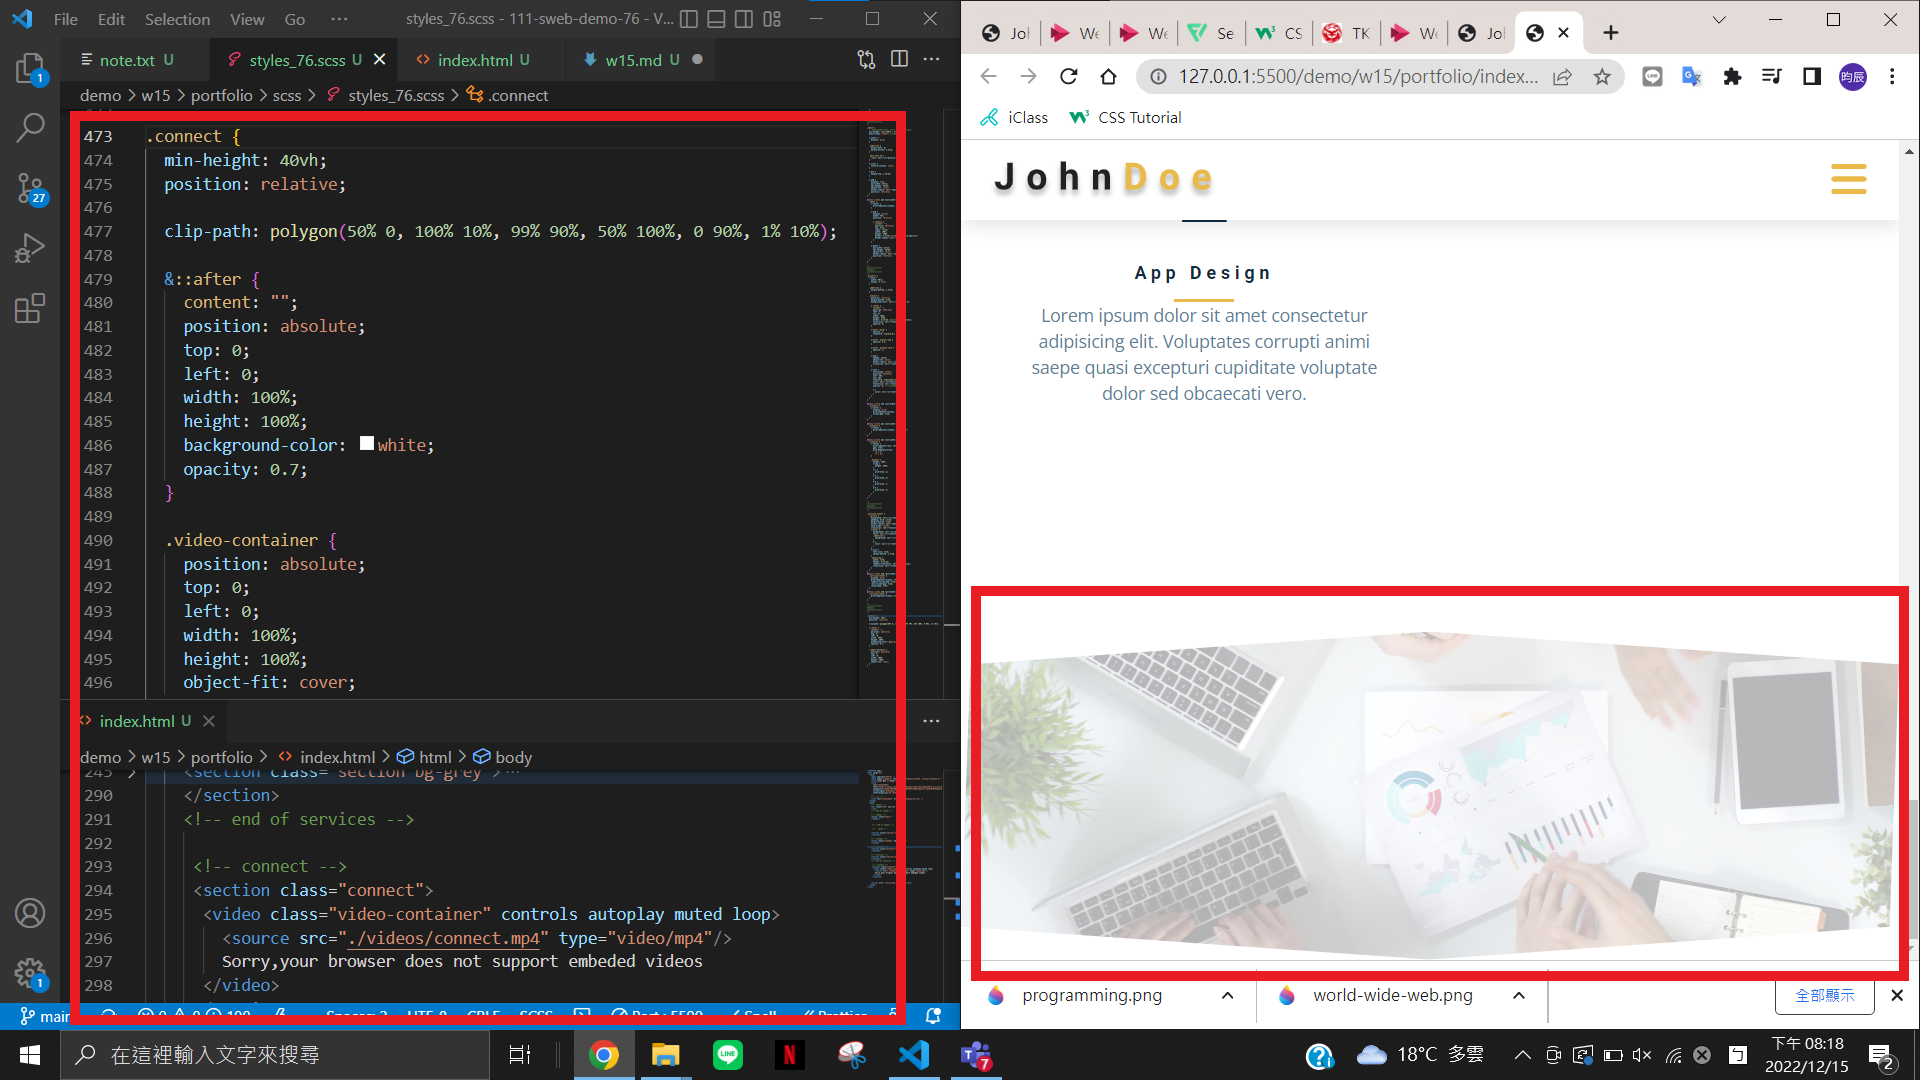 File Edit Selection View Go ··· styles_76.scss - 111-sweb-demo-76 - V...
note.txt U styles_76.scss U index.html U w15.md U
demo > w15 > portfolio > scss > styles_76.scss > .connect
473 .connect {
474 min-height: 40vh;
475 position: relative;
476
477 clip-path: polygon(50% 0, 100% 10%, 99% 90%, 50% 100%, 0 90%, 1% 10%);
478
479 &::after {
480 content: "";
481 position: absolute;
482 top: 0;
483 left: 0;
484 width: 100%;
485 height: 100%;
486 background-color: white;
487 opacity: 0.7;
488 }
489
490 .video-container {
491 position: absolute;
492 top: 0;
493 left: 0;
494 width: 100%;
495 height: 100%;
496 object-fit: cover;
1
27
1
index.html U
demo > w15 > portfolio > index.html > html > body
245 <section class="section bg-grey">
290 </section>
291 <!-- end of services -->
292
293 <!-- connect -->
294 <section class="connect">
295 <video class="video-container" controls autoplay muted loop>
296 <source src="./videos/connect.mp4" type="video/mp4"/>
297 Sorry,your browser does not support embeded videos
298 </video>
main
Joh We We Se CS TK We Jol
127.0.0.1:5500/demo/w15/portfolio/index... 昀辰
iClass CSS Tutorial
JohnDoe
App Design
Lorem ipsum dolor sit amet consectetur
adipisicing elit. Voluptates corrupti animi
saepe quasi excepturi cupiditate voluptate
dolor sed obcaecati vero.
programming.png world-wide-web.png 全部顯示
在這裡輸入文字來搜尋 LINE N 7 18°C 多雲 下午 08:18
2022/12/15 2